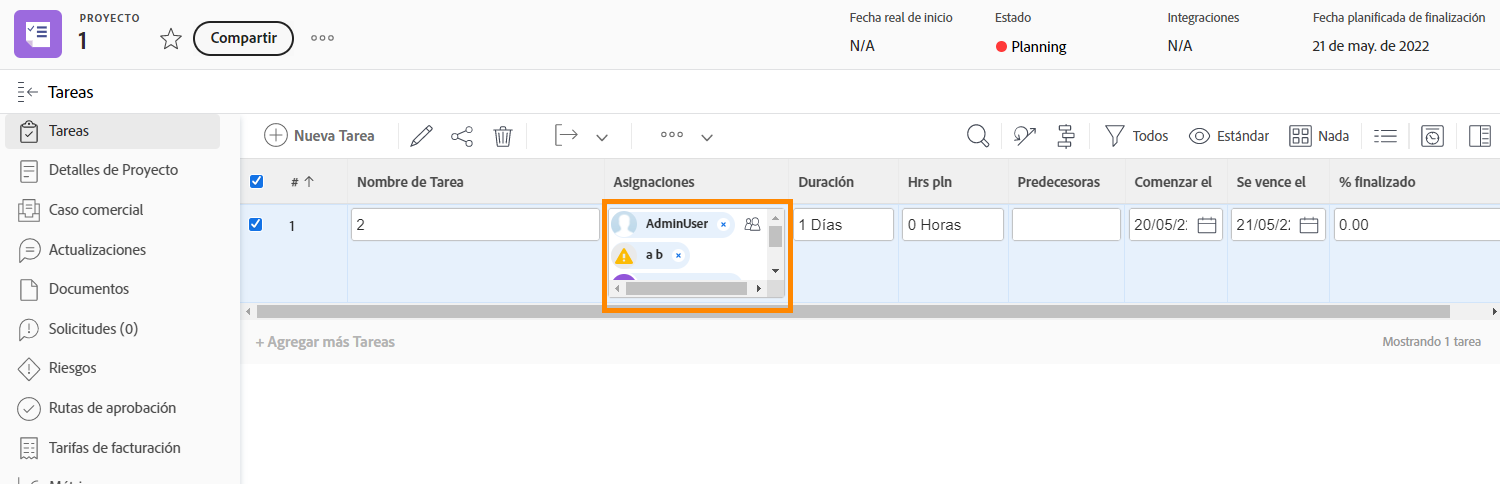 PROYECTO
1
Compartir
Fecha real de inicio
N/A
Estado
Planning
Integraciones
N/A
Fecha planificada de finalización
21 de may. de 2022
Tareas
Tareas
Detalles de Proyecto
Caso comercial
Actualizaciones
Documentos
Solicitudes (0)
Riesgos
Rutas de aprobación
Tarifas de facturación
Nueva Tarea
Todos
Estándar
Nada
# Nombre de Tarea Asignaciones Duración Hrs pln Predecesoras Comenzar el Se vence el % finalizado
1 2 AdminUser 1 Días 0 Horas 20/05/2 21/05/2 0.00
a b
+ Agregar más Tareas
Mostrando 1 tarea